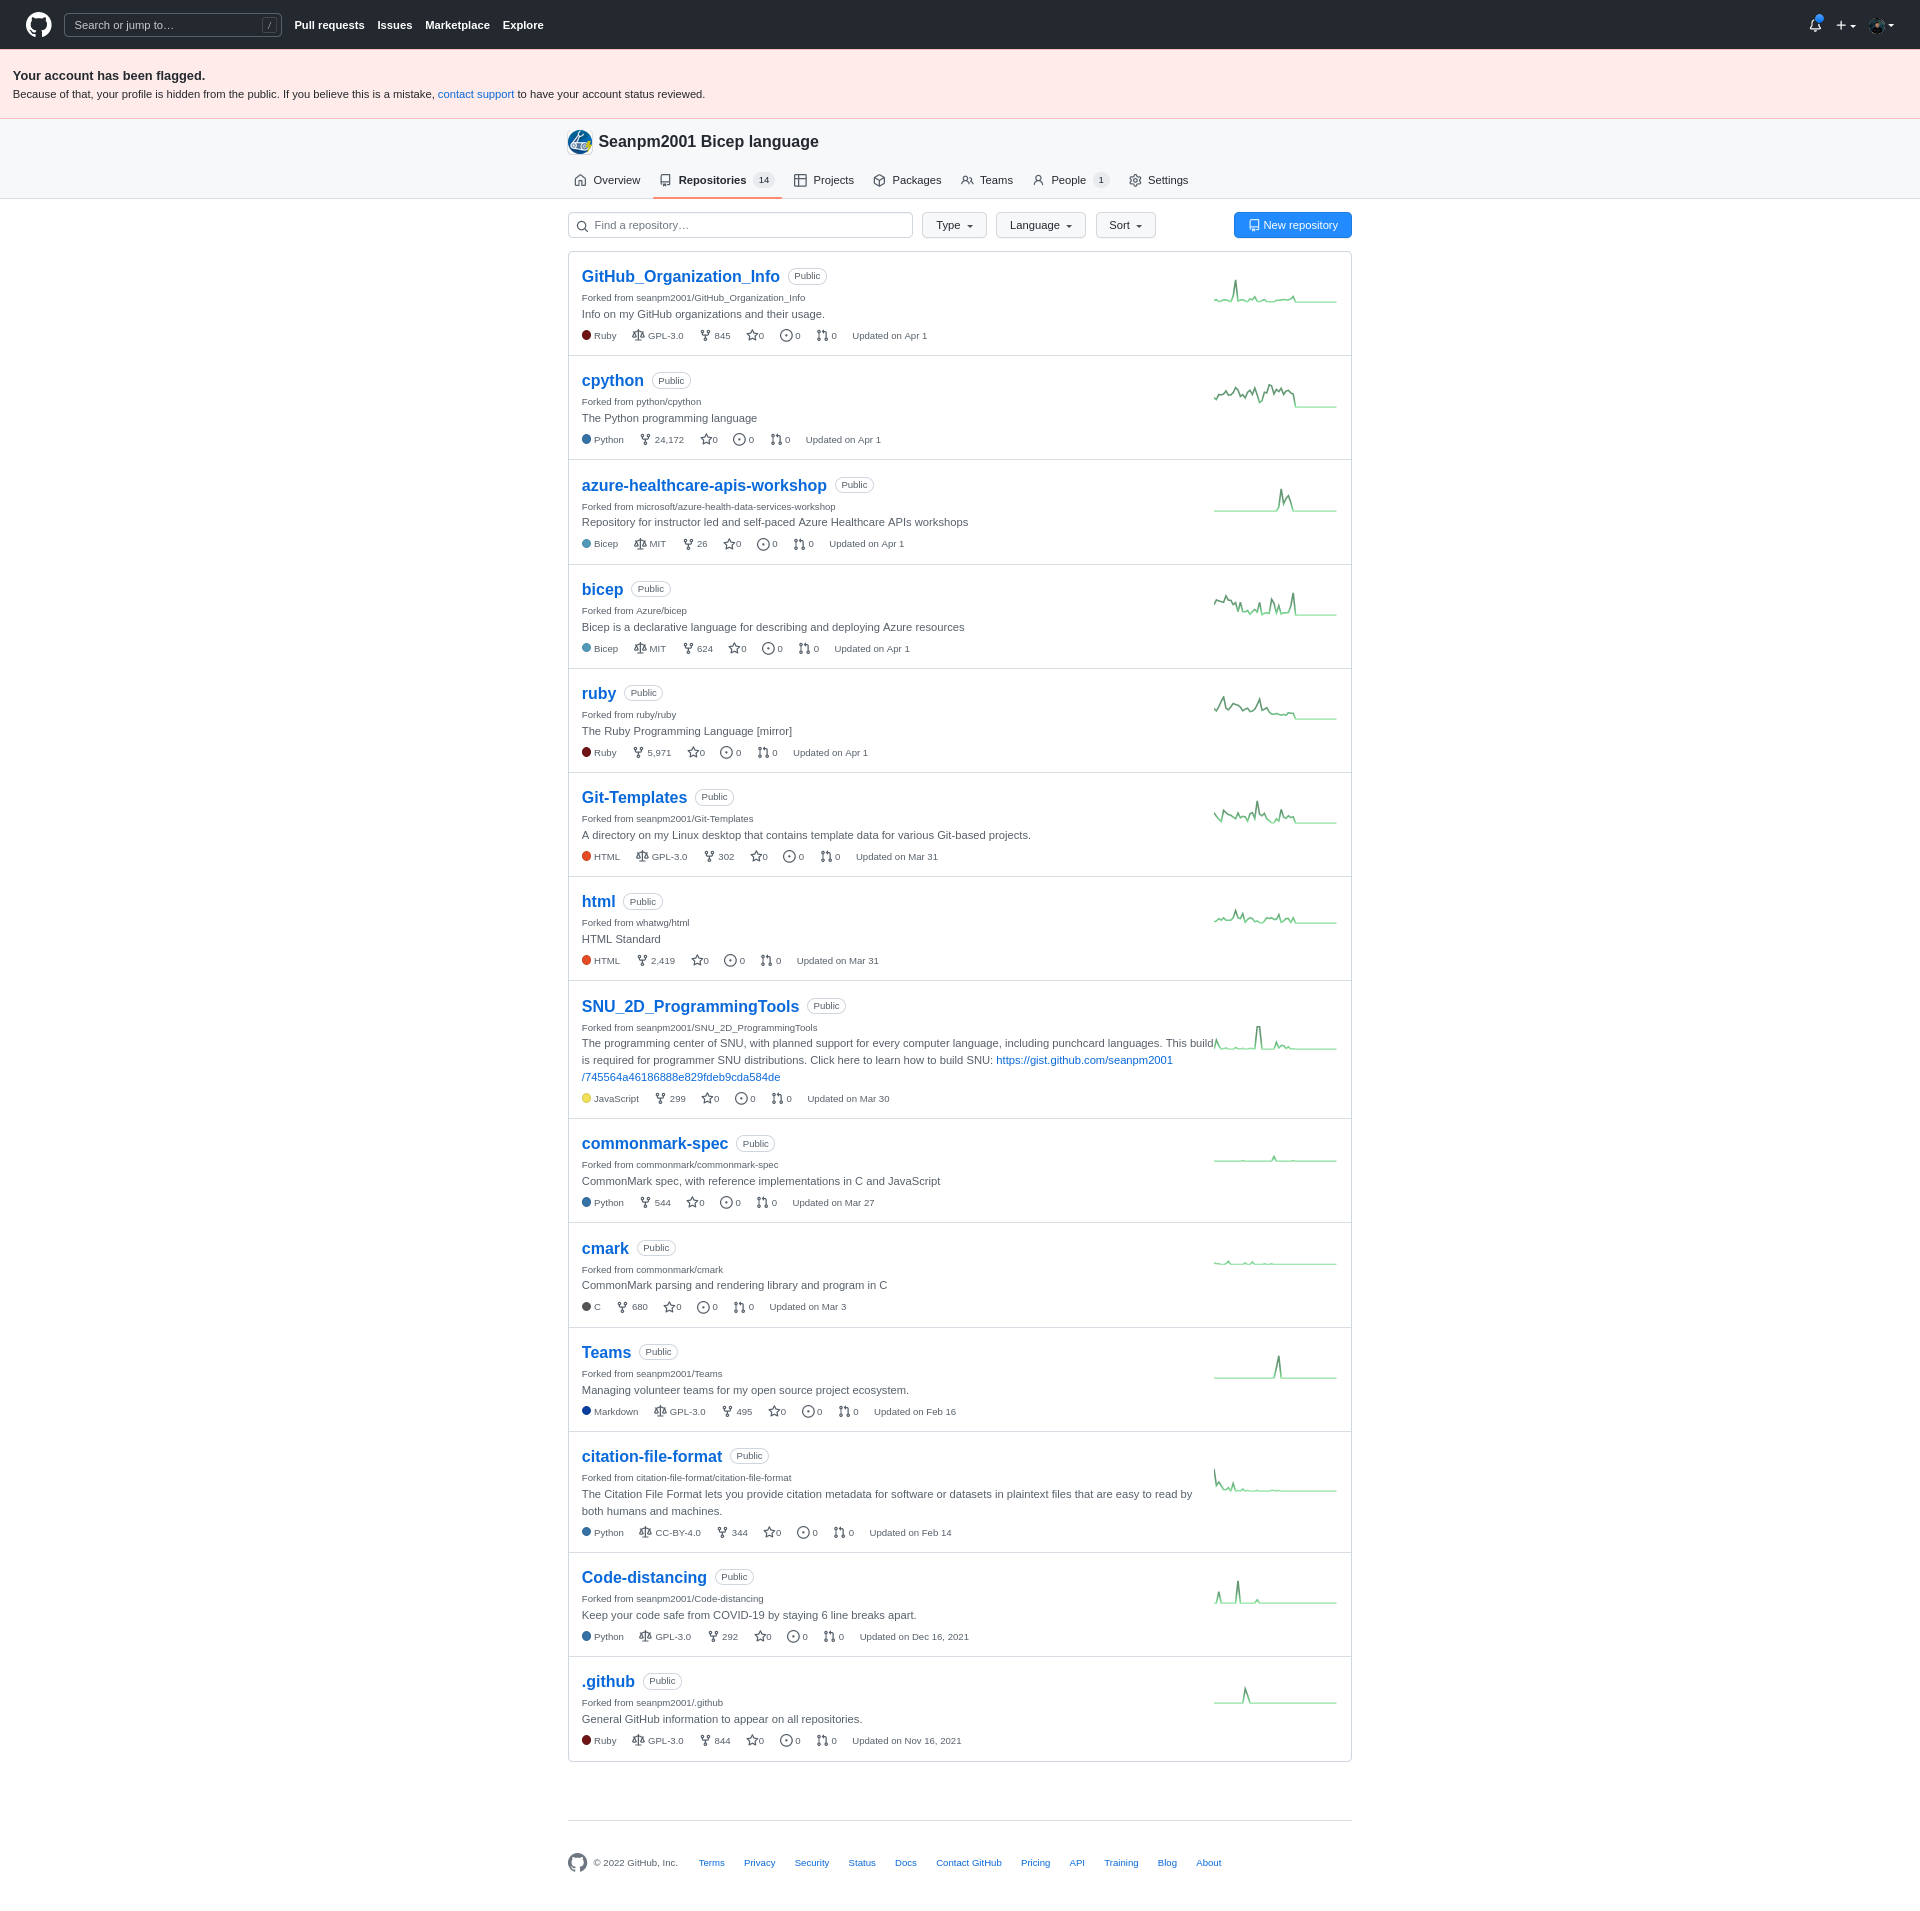 Search or jump to… /
Pull requests Issues Marketplace Explore
Your account has been flagged.
Because of that, your profile is hidden from the public. If you believe this is a mistake, contact support to have your account status reviewed.
Seanpm2001 Bicep language
Overview Repositories 14 Projects Packages Teams People 1 Settings
Find a repository… Type Language Sort New repository
GitHub_Organization_Info Public
Forked from seanpm2001/GitHub_Organization_Info
Info on my GitHub organizations and their usage.
Ruby GPL-3.0 845 0 0 0 Updated on Apr 1
cpython Public
Forked from python/cpython
The Python programming language
Python 24,172 0 0 0 Updated on Apr 1
azure-healthcare-apis-workshop Public
Forked from microsoft/azure-health-data-services-workshop
Repository for instructor led and self-paced Azure Healthcare APIs workshops
Bicep MIT 26 0 0 0 Updated on Apr 1
bicep Public
Forked from Azure/bicep
Bicep is a declarative language for describing and deploying Azure resources
Bicep MIT 624 0 0 0 Updated on Apr 1
ruby Public
Forked from ruby/ruby
The Ruby Programming Language [mirror]
Ruby 5,971 0 0 0 Updated on Apr 1
Git-Templates Public
Forked from seanpm2001/Git-Templates
A directory on my Linux desktop that contains template data for various Git-based projects.
HTML GPL-3.0 302 0 0 0 Updated on Mar 31
html Public
Forked from whatwg/html
HTML Standard
HTML 2,419 0 0 0 Updated on Mar 31
SNU_2D_ProgrammingTools Public
Forked from seanpm2001/SNU_2D_ProgrammingTools
The programming center of SNU, with planned support for every computer language, including punchcard languages. This build
is required for programmer SNU distributions. Click here to learn how to build SNU: https://gist.github.com/seanpm2001
/745564a46186888e829fdeb9cda584de
JavaScript 299 0 0 0 Updated on Mar 30
commonmark-spec Public
Forked from commonmark/commonmark-spec
CommonMark spec, with reference implementations in C and JavaScript
Python 544 0 0 0 Updated on Mar 27
cmark Public
Forked from commonmark/cmark
CommonMark parsing and rendering library and program in C
C 680 0 0 0 Updated on Mar 3
Teams Public
Forked from seanpm2001/Teams
Managing volunteer teams for my open source project ecosystem.
Markdown GPL-3.0 495 0 0 0 Updated on Feb 16
citation-file-format Public
Forked from citation-file-format/citation-file-format
The Citation File Format lets you provide citation metadata for software or datasets in plaintext files that are easy to read by
both humans and machines.
Python CC-BY-4.0 344 0 0 0 Updated on Feb 14
Code-distancing Public
Forked from seanpm2001/Code-distancing
Keep your code safe from COVID-19 by staying 6 line breaks apart.
Python GPL-3.0 292 0 0 0 Updated on Dec 16, 2021
.github Public
Forked from seanpm2001/.github
General GitHub information to appear on all repositories.
Ruby GPL-3.0 844 0 0 0 Updated on Nov 16, 2021
© 2022 GitHub, Inc. Terms Privacy Security Status Docs Contact GitHub Pricing API Training Blog About